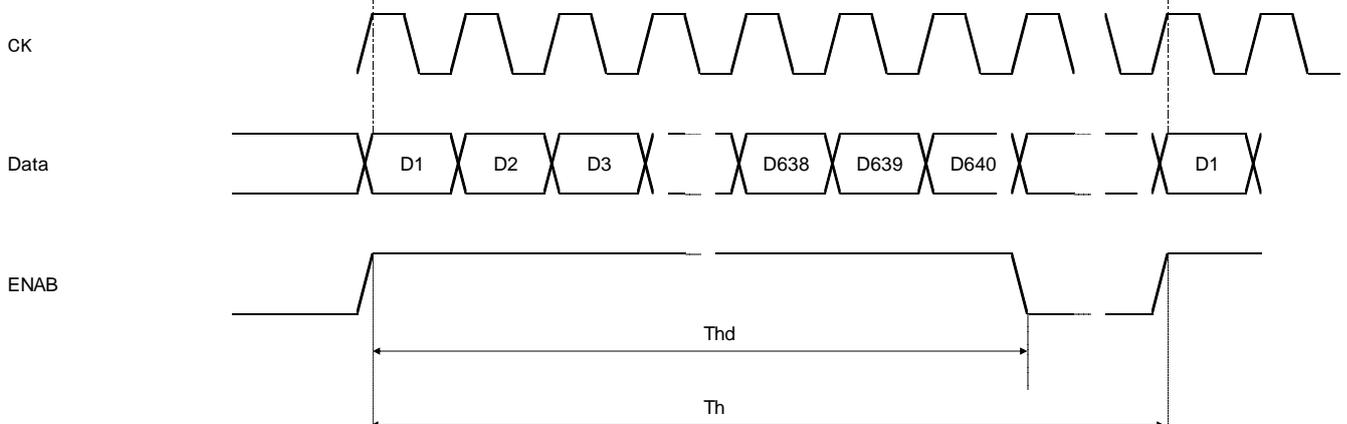 CK
Data
D1 D2 D3 D638 D639 D640 D1
ENAB
Thd
Th